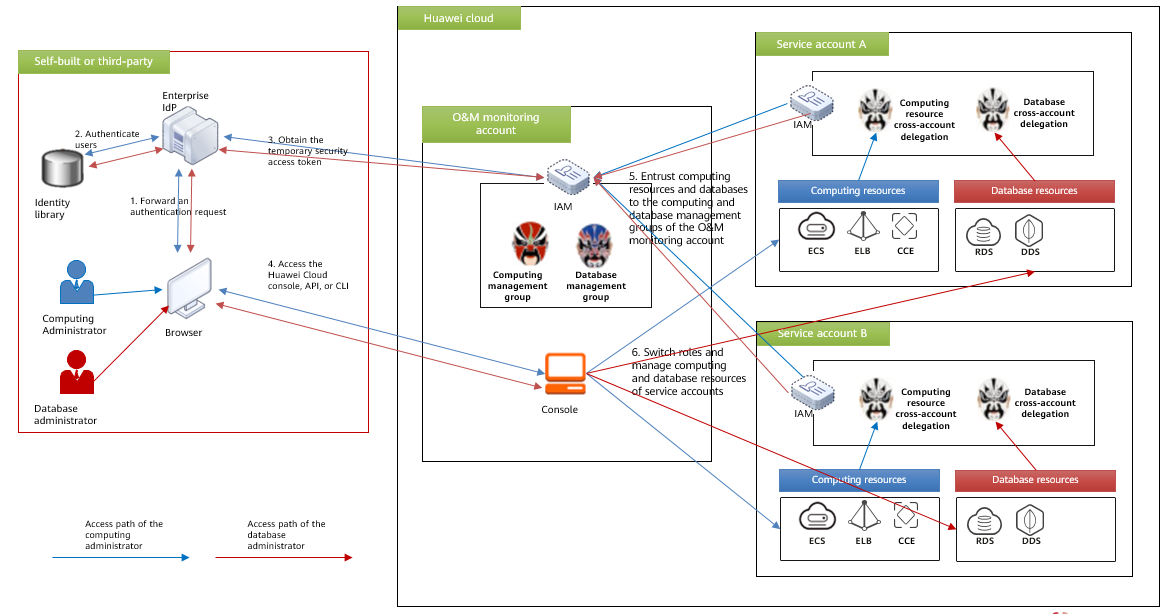 Huawei cloud
Self-built or third-party
Enterprise
IdP
2. Authenticate
users
3. Obtain the
temporary security
access token
Identity
library
1. Forward an
authentication request
4. Access the
Huawei Cloud
console, API, or CLI
Computing
Administrator
Browser
Database
administrator
Access path of the
computing
administrator
Access path of the
database
administrator
O&M monitoring
account
IAM
Computing
management
group
Database
management
group
5. Entrust computing
resources and databases
to the computing and
database management
groups of the O&M
monitoring account
Console
6. Switch roles and
manage computing
and database resources
of service accounts
Service account A
IAM
Computing
resource
cross-account
delegation
Database
cross-account
delegation
Computing resources
Database resources
ECS
ELB
CCE
RDS
DDS
Service account B
IAM
Computing
resource
cross-account
delegation
Database
cross-account
delegation
Computing resources
Database resources
ECS
ELB
CCE
RDS
DDS